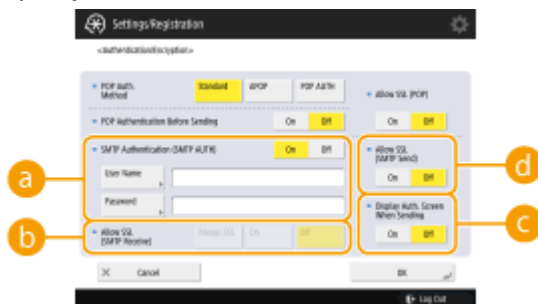 Settings/Registration
<Authentication/Encryption>
POP Auth. Method
Standard
APOP
POP AUTH
Allow SSL (POP)
On
Off
POP Authentication Before Sending
On
Off
SMTP Authentication (SMTP AUTH)
On
Off
Allow SSL
(SMTP Send)
On
Off
User Name
Password
Display Auth. Screen
When Sending
On
Off
Allow SSL
(SMTP Receive)
Always SSL
On
Off
Cancel
OK
Log Out
a
b
c
d